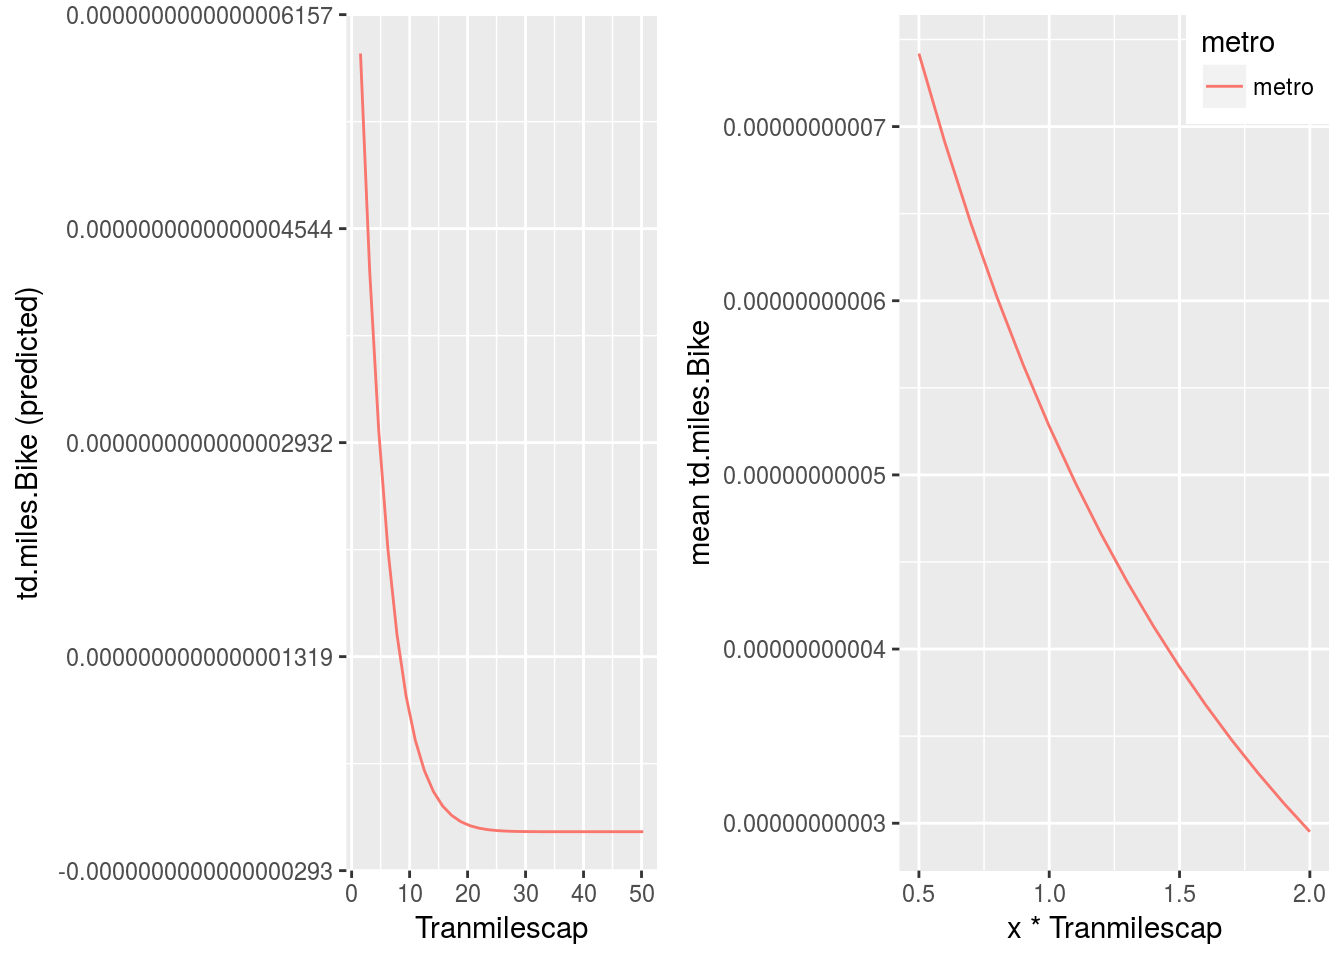 0.0000000000000006157
0.0000000000000004544
0.0000000000000002932
0.0000000000000001319
-0.0000000000000000293
td.miles.Bike (predicted)
0 10 20 30 40 50
Tranmilescap
metro
metro
0.00000000007
0.00000000006
0.00000000005
0.00000000004
0.00000000003
mean td.miles.Bike
0.5 1.0 1.5 2.0
x * Tranmilescap